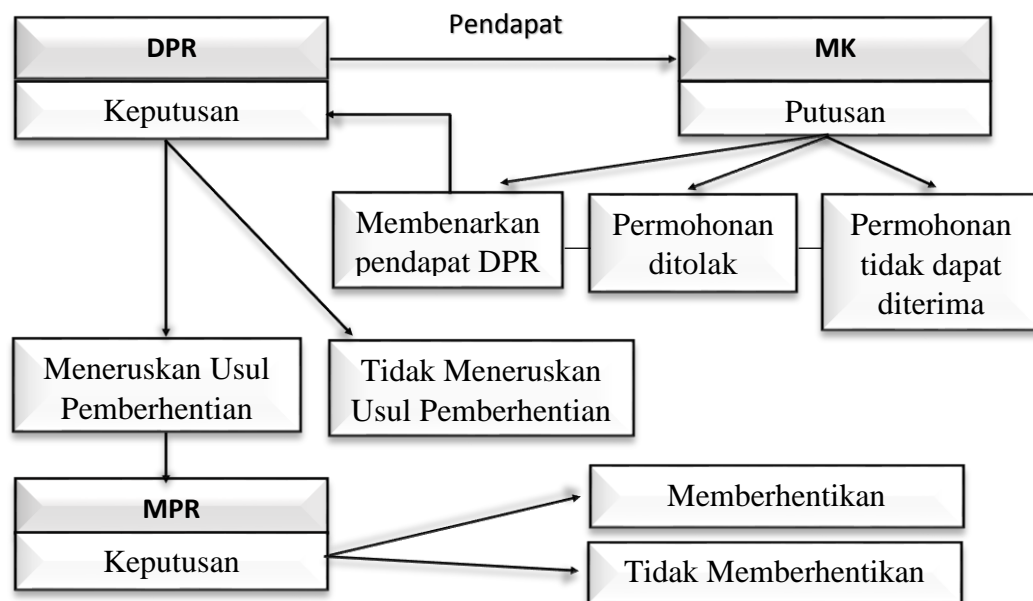 Pendapat
DPR
Keputusan
MK
Putusan
Membenarkan
pendapat DPR
Permohonan
ditolak
Permohonan
tidak dapat
diterima
Meneruskan Usul
Pemberhentian
Tidak Meneruskan
Usul Pemberhentian
MPR
Keputusan
Memberhentikan
Tidak Memberhentikan